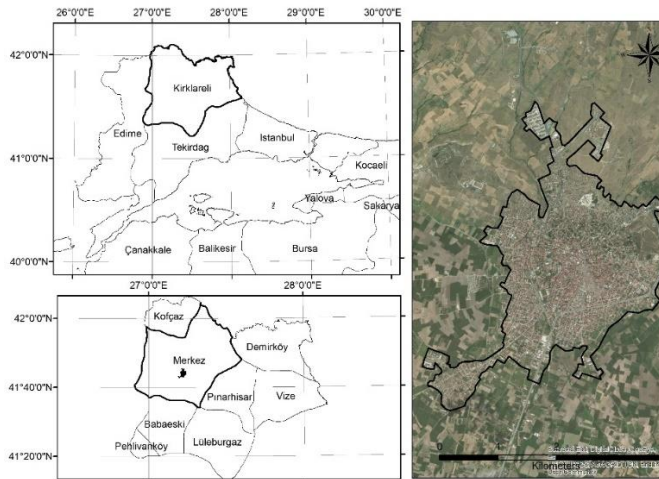 26°0'0"E 27°0'0"E 28°0'0"E 29°0'0"E 30°0'0"E
42°0'0"N
Kirklareli
Edirne
Istanbul
Tekirdag
41°0'0"N
Kocaeli
Yalova
Sakarya
Çanakkale
Balikesir
Bursa
40°0'0"N
27°0'0"E 28°0'0"E
Kofçaz
42°0'0"N
Demirköy
Merkez
41°40'0"N
Pınarhisar
Vize
Babaeski
Lüleburgaz
Pehlivanköy
41°20'0"N
0
Kilometers